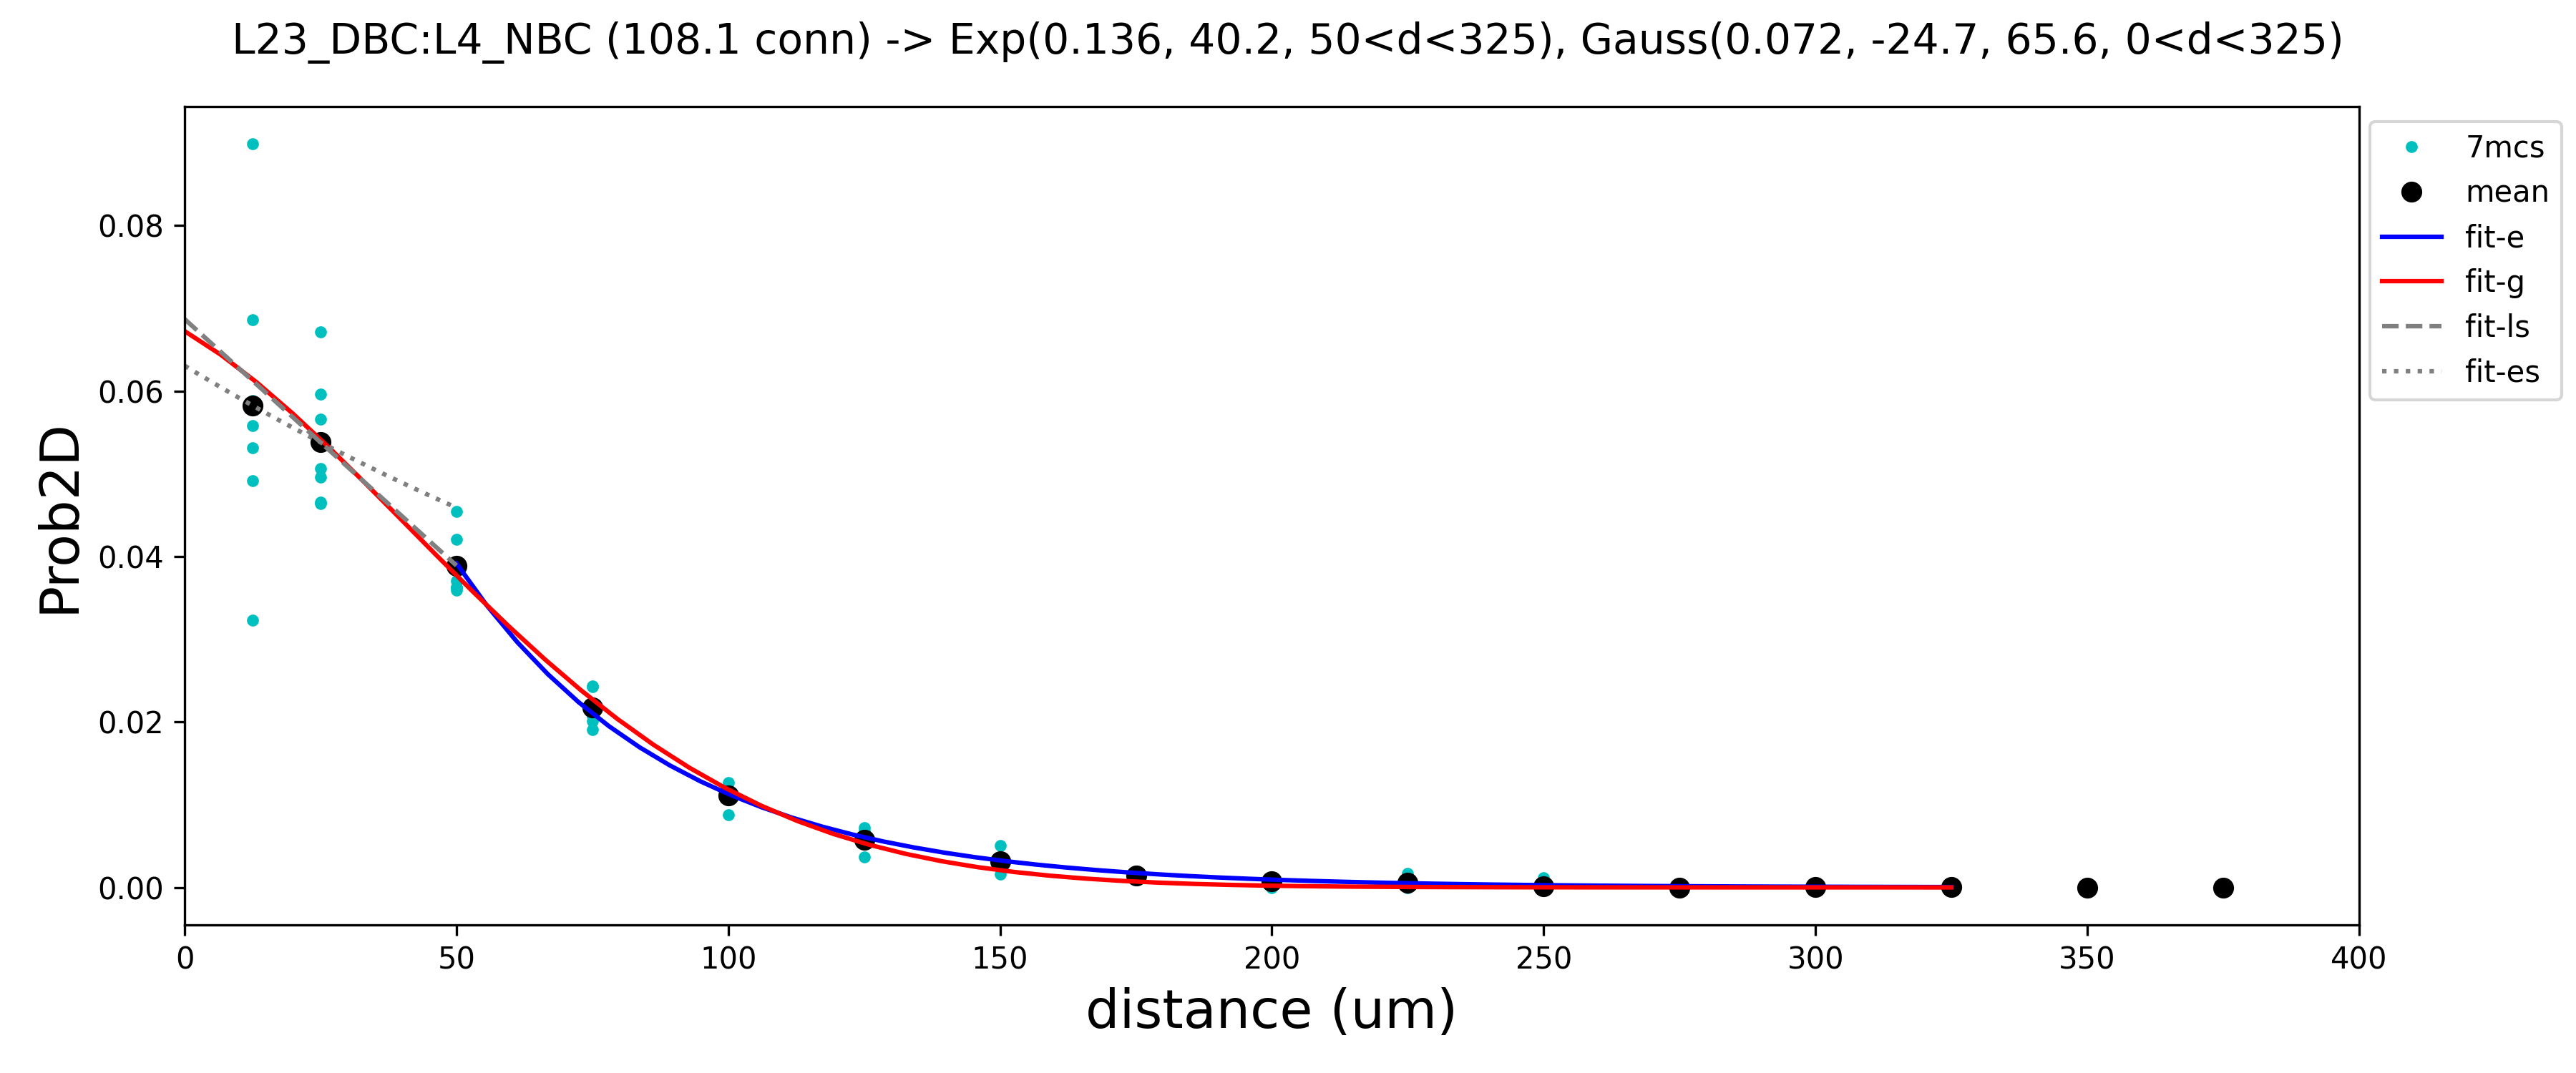 L23_DBC:L4_NBC (108.1 conn) -> Exp(0.136, 40.2, 50<d<325), Gauss(0.072, -24.7, 65.6, 0<d<325)
7mcs
mean
fit-e
fit-g
fit-ls
fit-es
Prob2D
0.08
0.06
0.04
0.02
0.00
0 50 100 150 200 250 300 350 400
distance (um)